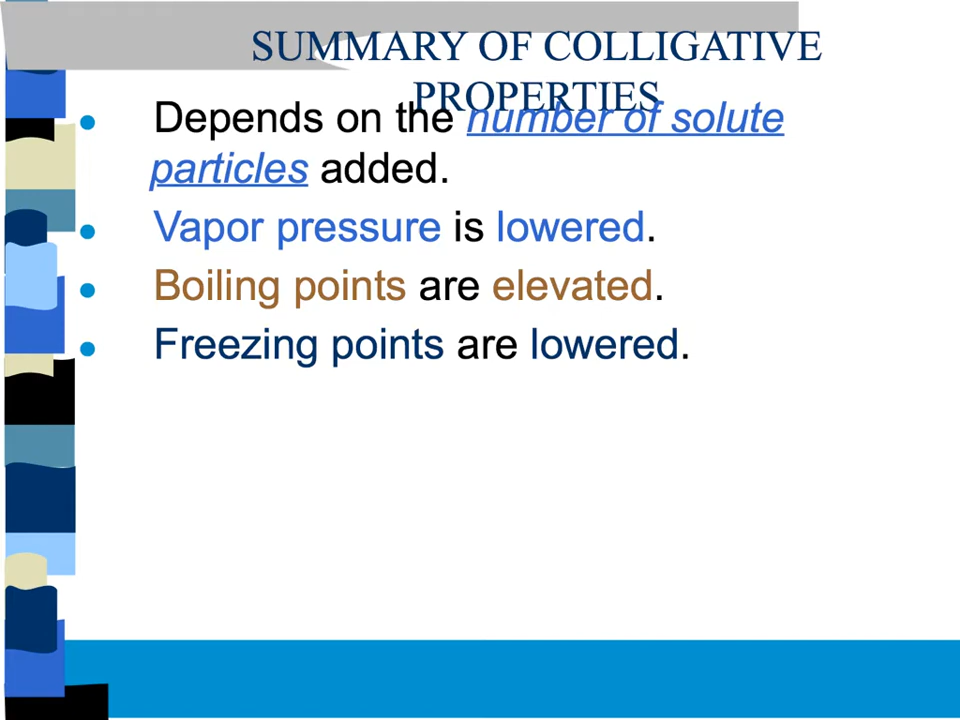 SUMMARY OF COLLIGATIVE
PROPERTIES
• Depends on the number of solute
particles added.
• Vapor pressure is lowered.
• Boiling points are elevated.
• Freezing points are lowered.